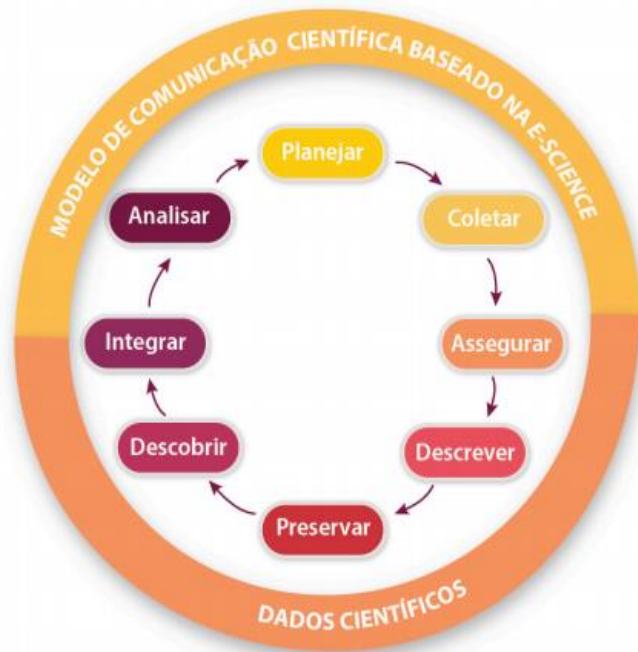 MODELO DE COMUNICAÇÃO CIENTÍFICA BASEADO NA E-SCIENCE
Planejar
Coletar
Assegurar
Descrever
Preservar
Descobrir
Integrar
Analisar
DADOS CIENTÍFICOS